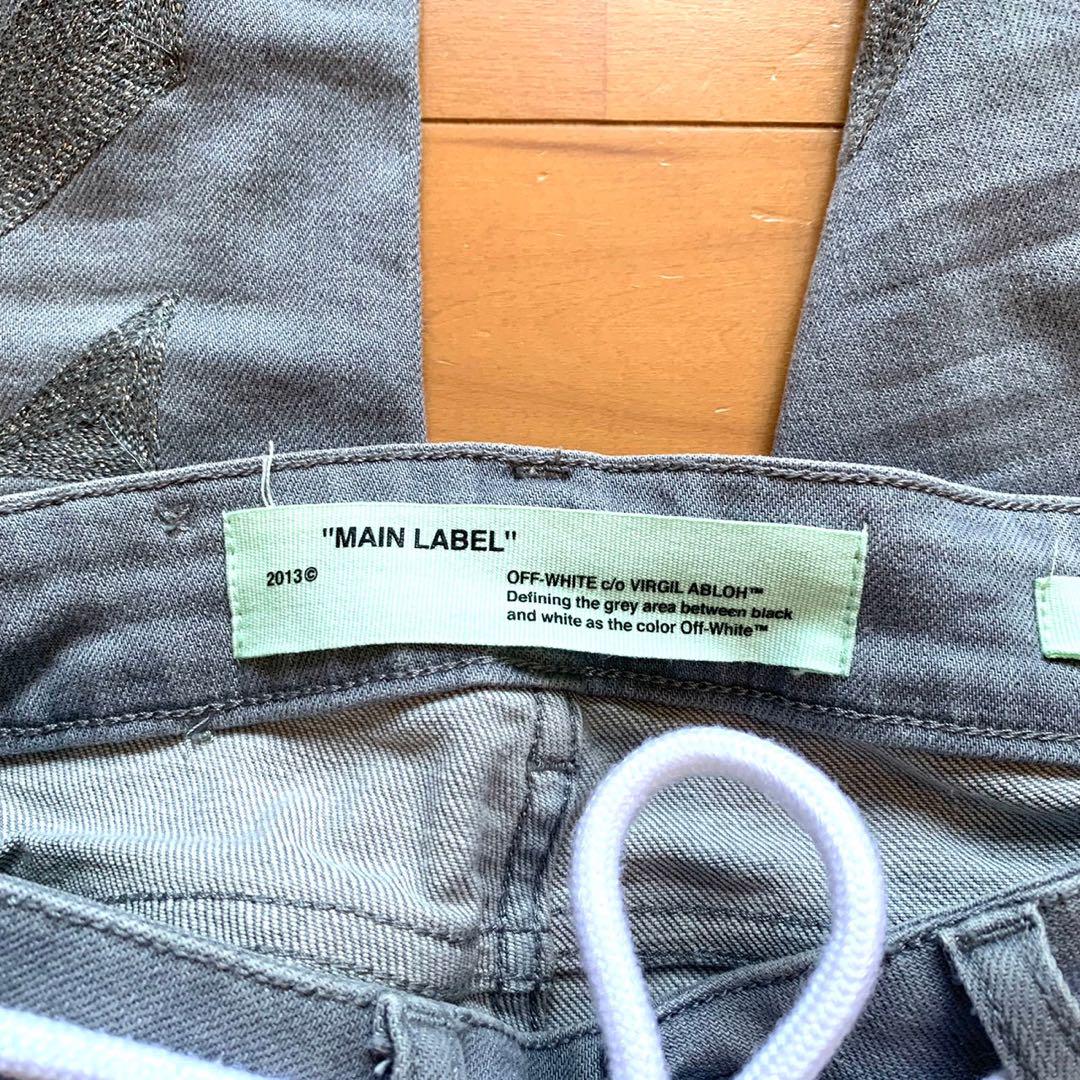 "MAIN LABEL"
2013©
OFF-WHITE c/o VIRGIL ABLOH™
Defining the grey area between black
and white as the color Off-White™